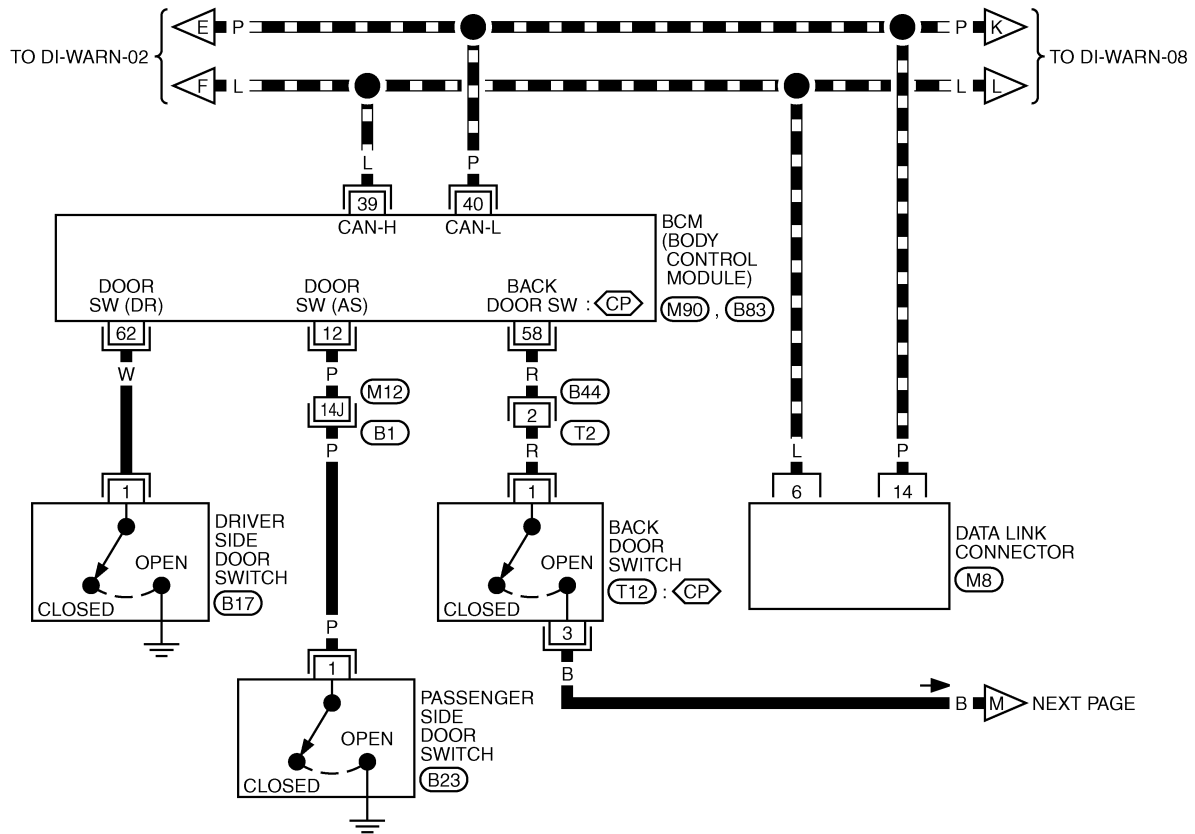 E P P K
TO DI-WARN-02 TO DI-WARN-08
F L L L
L P
39 40
CAN-H CAN-L
BCM
(BODY
CONTROL
MODULE)
M90 , B83
DOOR
SW (DR)
DOOR
SW (AS)
BACK
DOOR SW : CP
62 12 58
W P R
M12 B44
14J 2
B1 T2
P R L P
1 1 6 14
DRIVER
SIDE
DOOR
SWITCH
B17
OPEN
CLOSED
BACK
DOOR
SWITCH
T12 : CP
OPEN
CLOSED
DATA LINK
CONNECTOR
M8
P 3
1 B
PASSENGER
SIDE
DOOR
SWITCH
B23
OPEN
CLOSED
B M NEXT PAGE